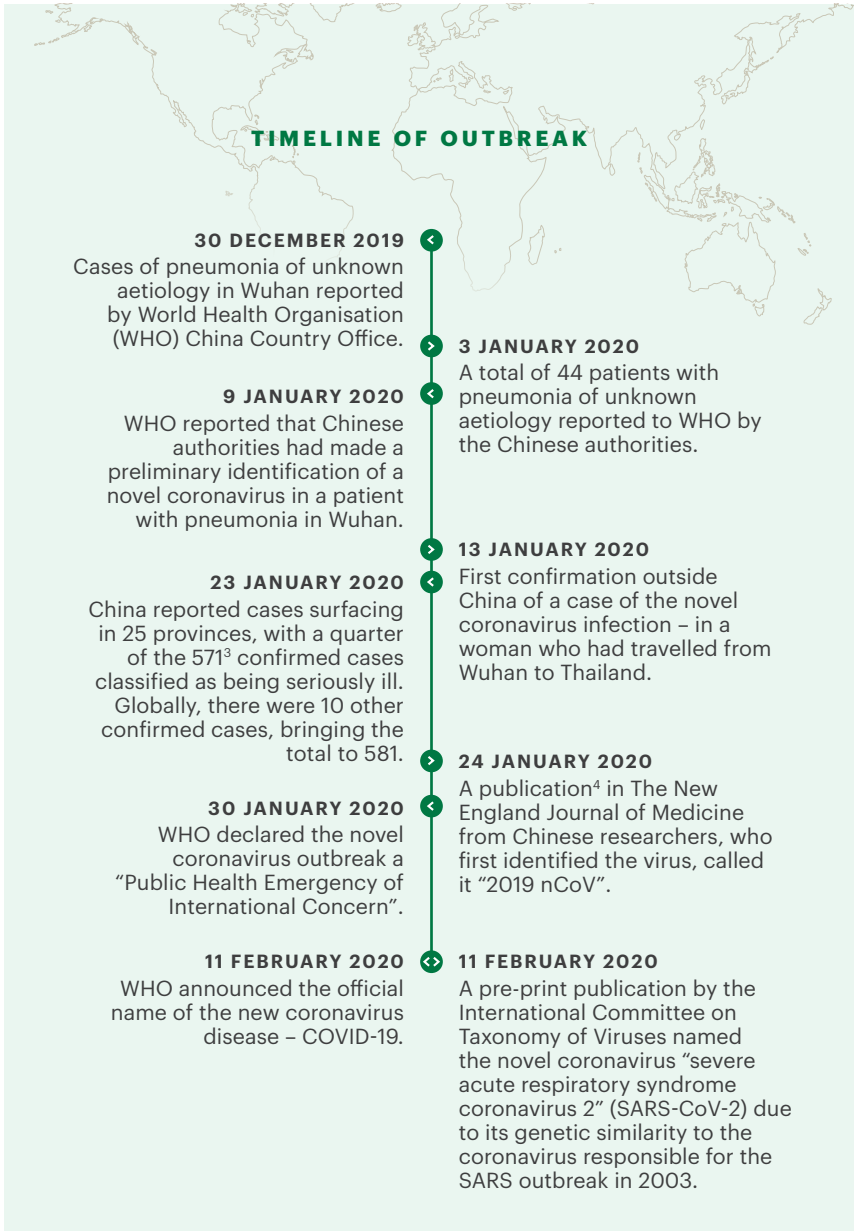 TIMELINE OF OUTBREAK
30 DECEMBER 2019
Cases of pneumonia of unknown
aetiology in Wuhan reported
by World Health Organisation
(WHO) China Country Office.
3 JANUARY 2020
A total of 44 patients with
pneumonia of unknown
aetiology reported to WHO by
the Chinese authorities.
9 JANUARY 2020
WHO reported that Chinese
authorities had made a
preliminary identification of a
novel coronavirus in a patient
with pneumonia in Wuhan.
13 JANUARY 2020
First confirmation outside
China of a case of the novel
coronavirus infection – in a
woman who had travelled from
Wuhan to Thailand.
23 JANUARY 2020
China reported cases surfacing
in 25 provinces, with a quarter
of the 571³ confirmed cases
classified as being seriously ill.
Globally, there were 10 other
confirmed cases, bringing the
total to 581.
24 JANUARY 2020
A publication⁴ in The New
England Journal of Medicine
from Chinese researchers, who
first identified the virus, called
it “2019 nCoV”.
30 JANUARY 2020
WHO declared the novel
coronavirus outbreak a
“Public Health Emergency of
International Concern”.
11 FEBRUARY 2020
WHO announced the official
name of the new coronavirus
disease – COVID-19.
11 FEBRUARY 2020
A pre-print publication by the
International Committee on
Taxonomy of Viruses named
the novel coronavirus “severe
acute respiratory syndrome
coronavirus 2” (SARS-CoV-2) due
to its genetic similarity to the
coronavirus responsible for the
SARS outbreak in 2003.